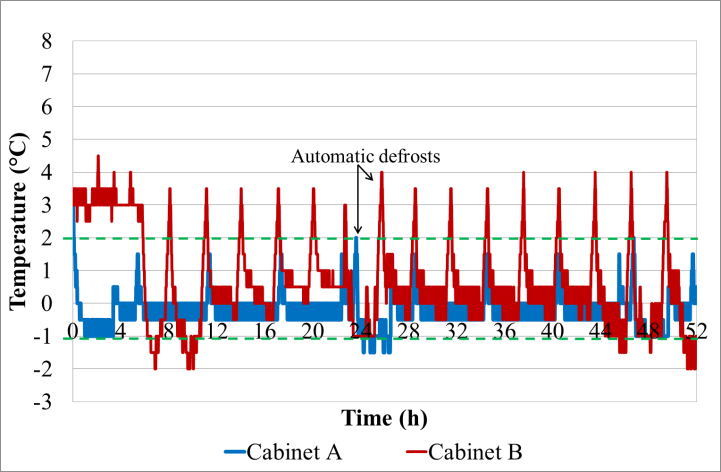 8
7
6
5
4
3
2
1
0
-1
-2
-3
Temperature (°C)
Automatic defrosts
0 4 8 12 16 20 24 28 32 36 40 44 48 52
Time (h)
Cabinet A Cabinet B